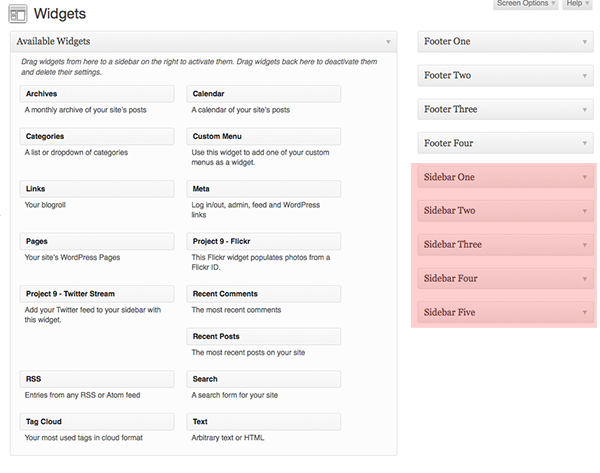 Screen Options
Help
Widgets
Available Widgets
Drag widgets from here to a sidebar on the right to activate them. Drag widgets back here to deactivate them
and delete their settings.
Archives
A monthly archive of your site's posts
Calendar
A calendar of your site's posts
Categories
A list or dropdown of categories
Custom Menu
Use this widget to add one of your custom
menus as a widget.
Links
Your blogroll
Meta
Log in/out, admin, feed and WordPress
links
Pages
Your site's WordPress Pages
Project 9 - Flickr
This Flickr widget populates photos from a
Flickr ID.
Project 9 - Twitter Stream
Add your Twitter feed to your sidebar with
this widget.
Recent Comments
The most recent comments
Recent Posts
The most recent posts on your site
RSS
Entries from any RSS or Atom feed
Search
A search form for your site
Tag Cloud
Your most used tags in cloud format
Text
Arbitrary text or HTML
Footer One
Footer Two
Footer Three
Footer Four
Sidebar One
Sidebar Two
Sidebar Three
Sidebar Four
Sidebar Five